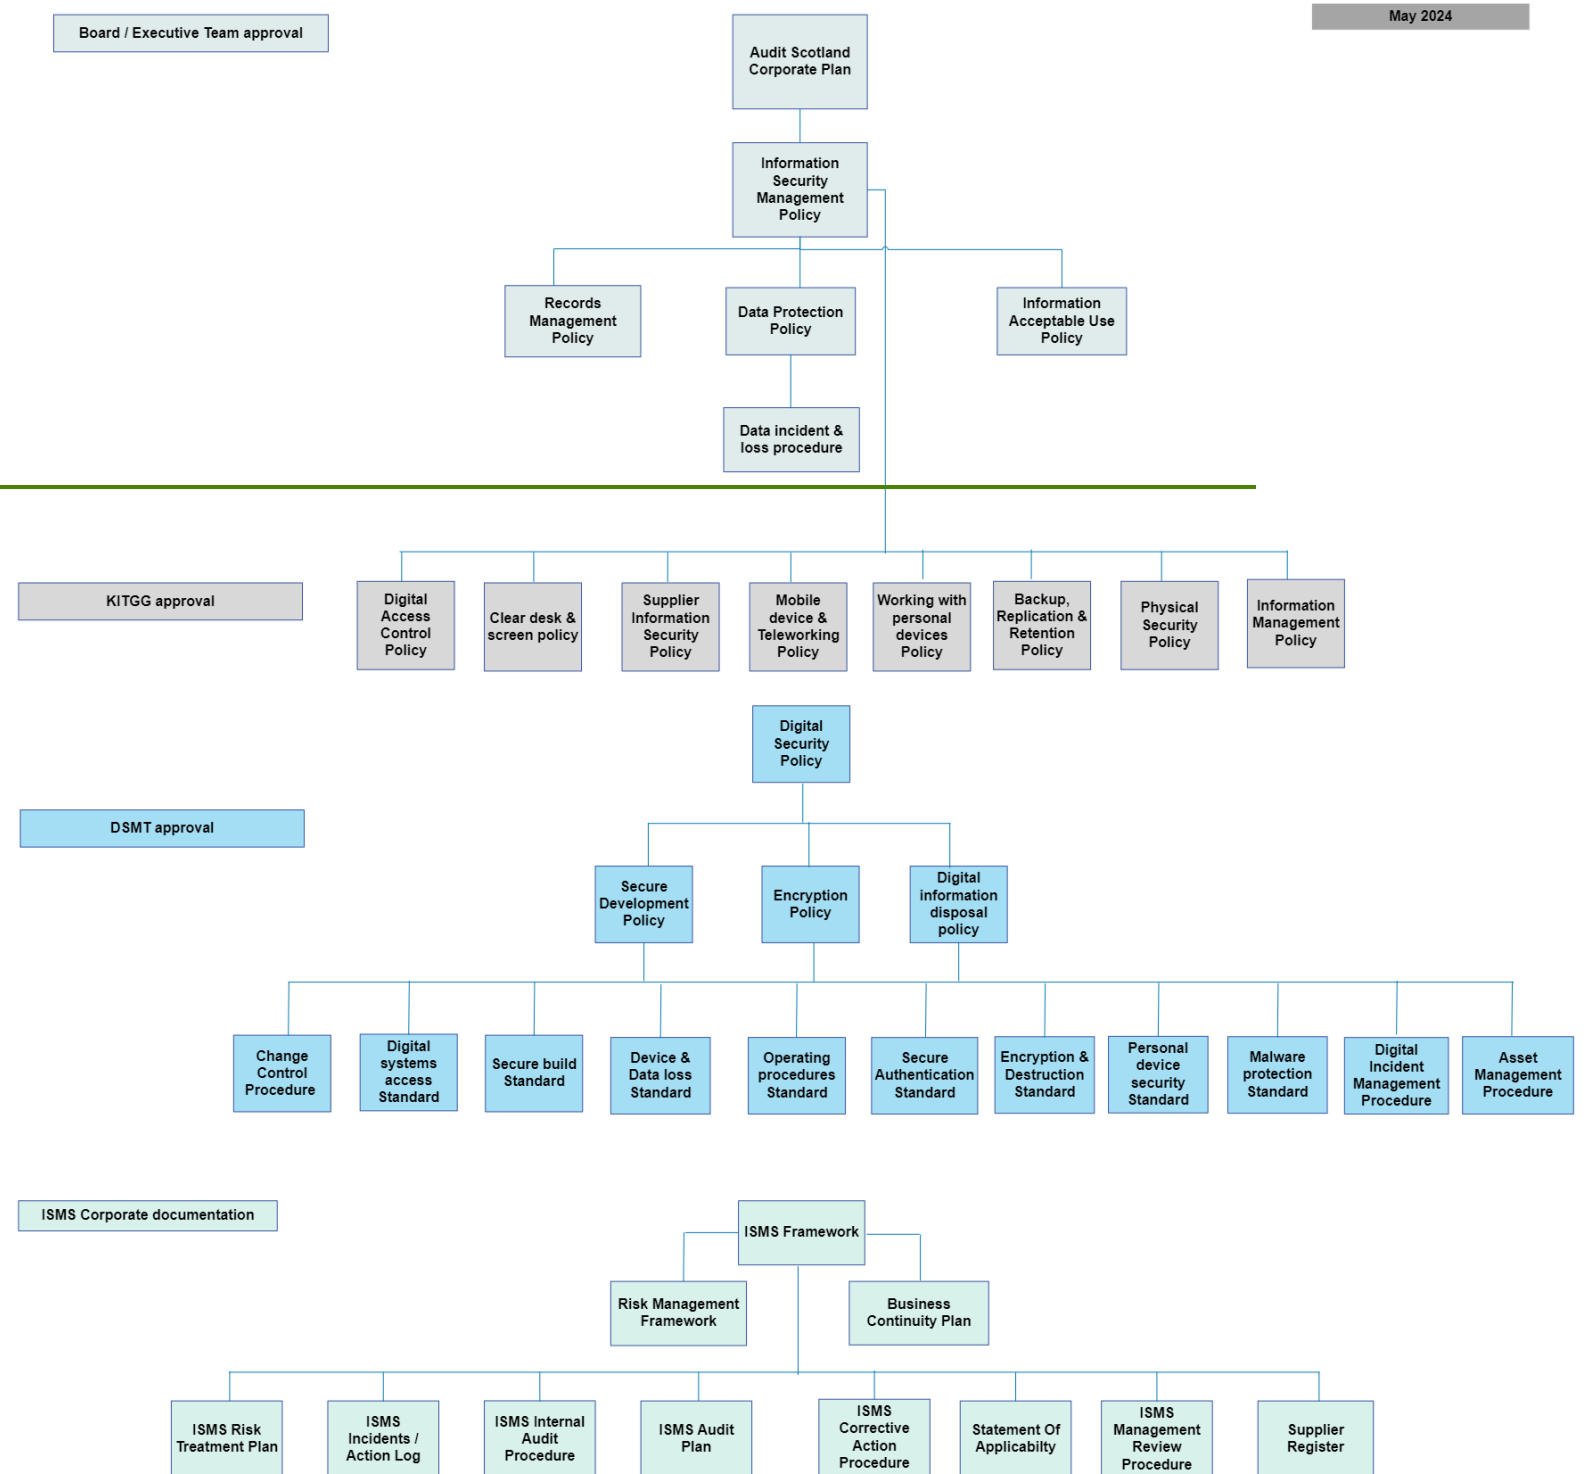 May 2024
Board / Executive Team approval
Audit Scotland
Corporate Plan
Information
Security
Management
Policy
Records
Management
Policy
Data Protection
Policy
Information
Acceptable Use
Policy
Data incident &
loss procedure
KITGG approval
Digital
Access
Control
Policy
Clear desk &
screen policy
Supplier
Information
Security
Policy
Mobile
device &
Teleworking
Policy
Working with
personal
devices
Policy
Backup,
Replication &
Retention
Policy
Physical
Security
Policy
Information
Management
Policy
Digital
Security
Policy
DSMT approval
Secure
Development
Policy
Encryption
Policy
Digital
information
disposal
policy
Change
Control
Procedure
Digital
systems
access
Standard
Secure build
Standard
Device &
Data loss
Standard
Operating
procedures
Standard
Secure
Authentication
Standard
Encryption &
Destruction
Standard
Personal
device
security
Standard
Malware
protection
Standard
Digital
Incident
Management
Procedure
Asset
Management
Procedure
ISMS Corporate documentation
ISMS Framework
Risk Management
Framework
Business
Continuity Plan
ISMS Risk
Treatment Plan
ISMS
Incidents /
Action Log
ISMS Internal
Audit
Procedure
ISMS Audit
Plan
ISMS
Corrective
Action
Procedure
Statement Of
Applicabilty
ISMS
Management
Review
Procedure
Supplier
Register